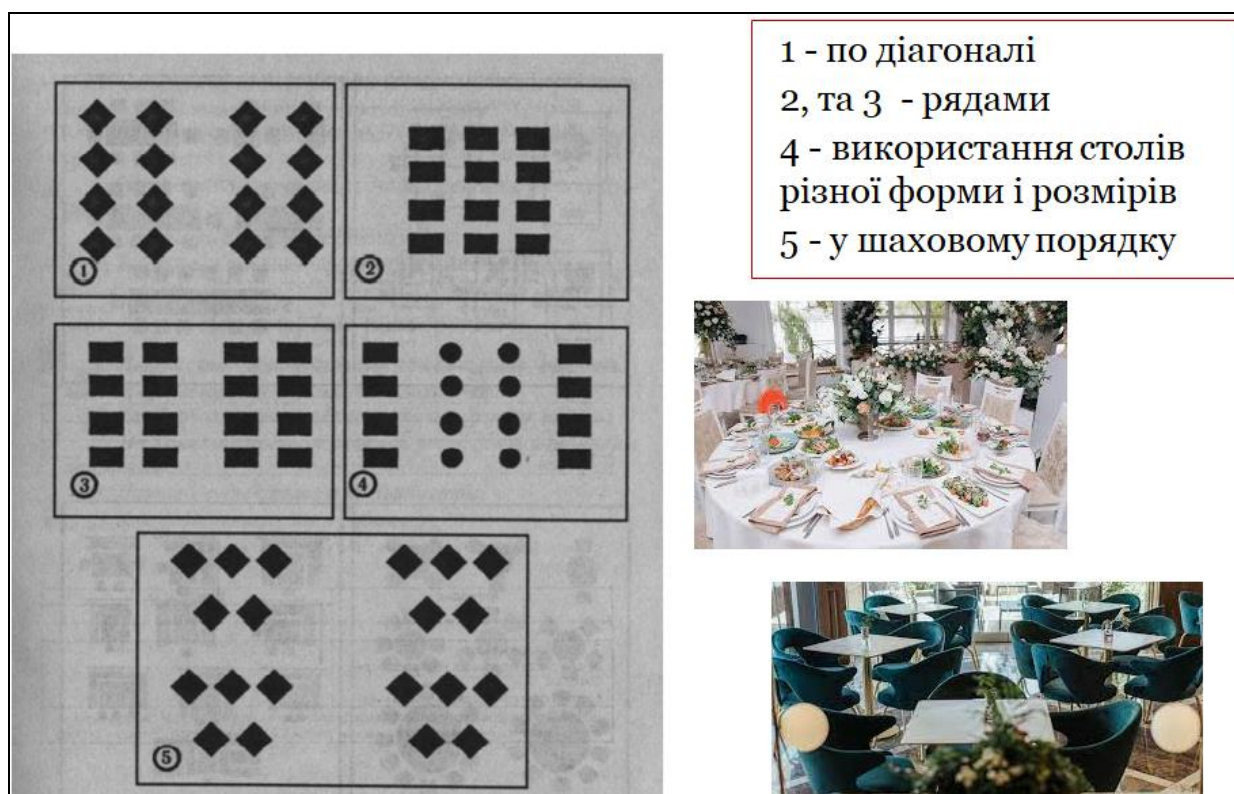 1 - по діагоналі
2, та 3 - рядами
4 - використання столів
різної форми і розмірів
5 - у шаховому порядку
1
2
3
4
5